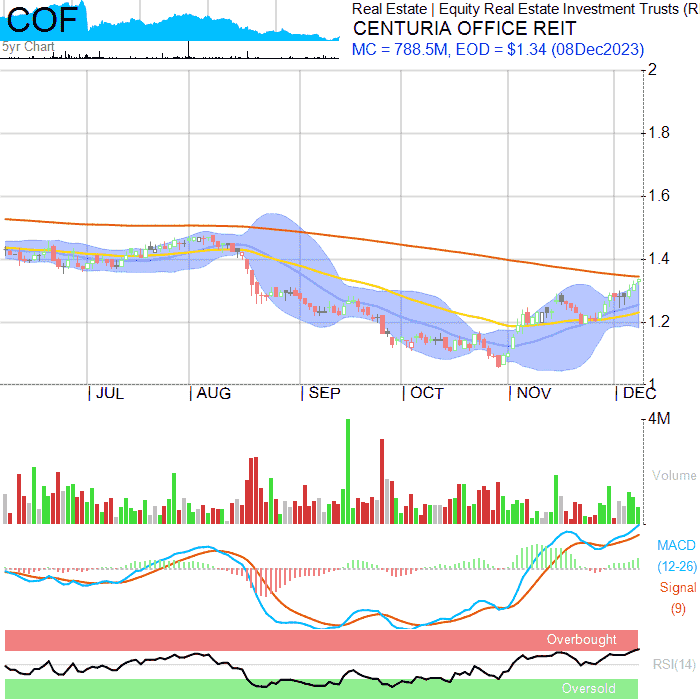 COF
5yr Chart
Real Estate | Equity Real Estate Investment Trusts (R
CENTURIA OFFICE REIT
MC = 788.5M, EOD = $1.34 (08Dec2023)
2
1.8
1.6
1.4
1.2
1
JUL AUG SEP OCT NOV DEC
4M
Volume
MACD
(12-26)
Signal
(9)
Overbought
RSI(14)
Oversold